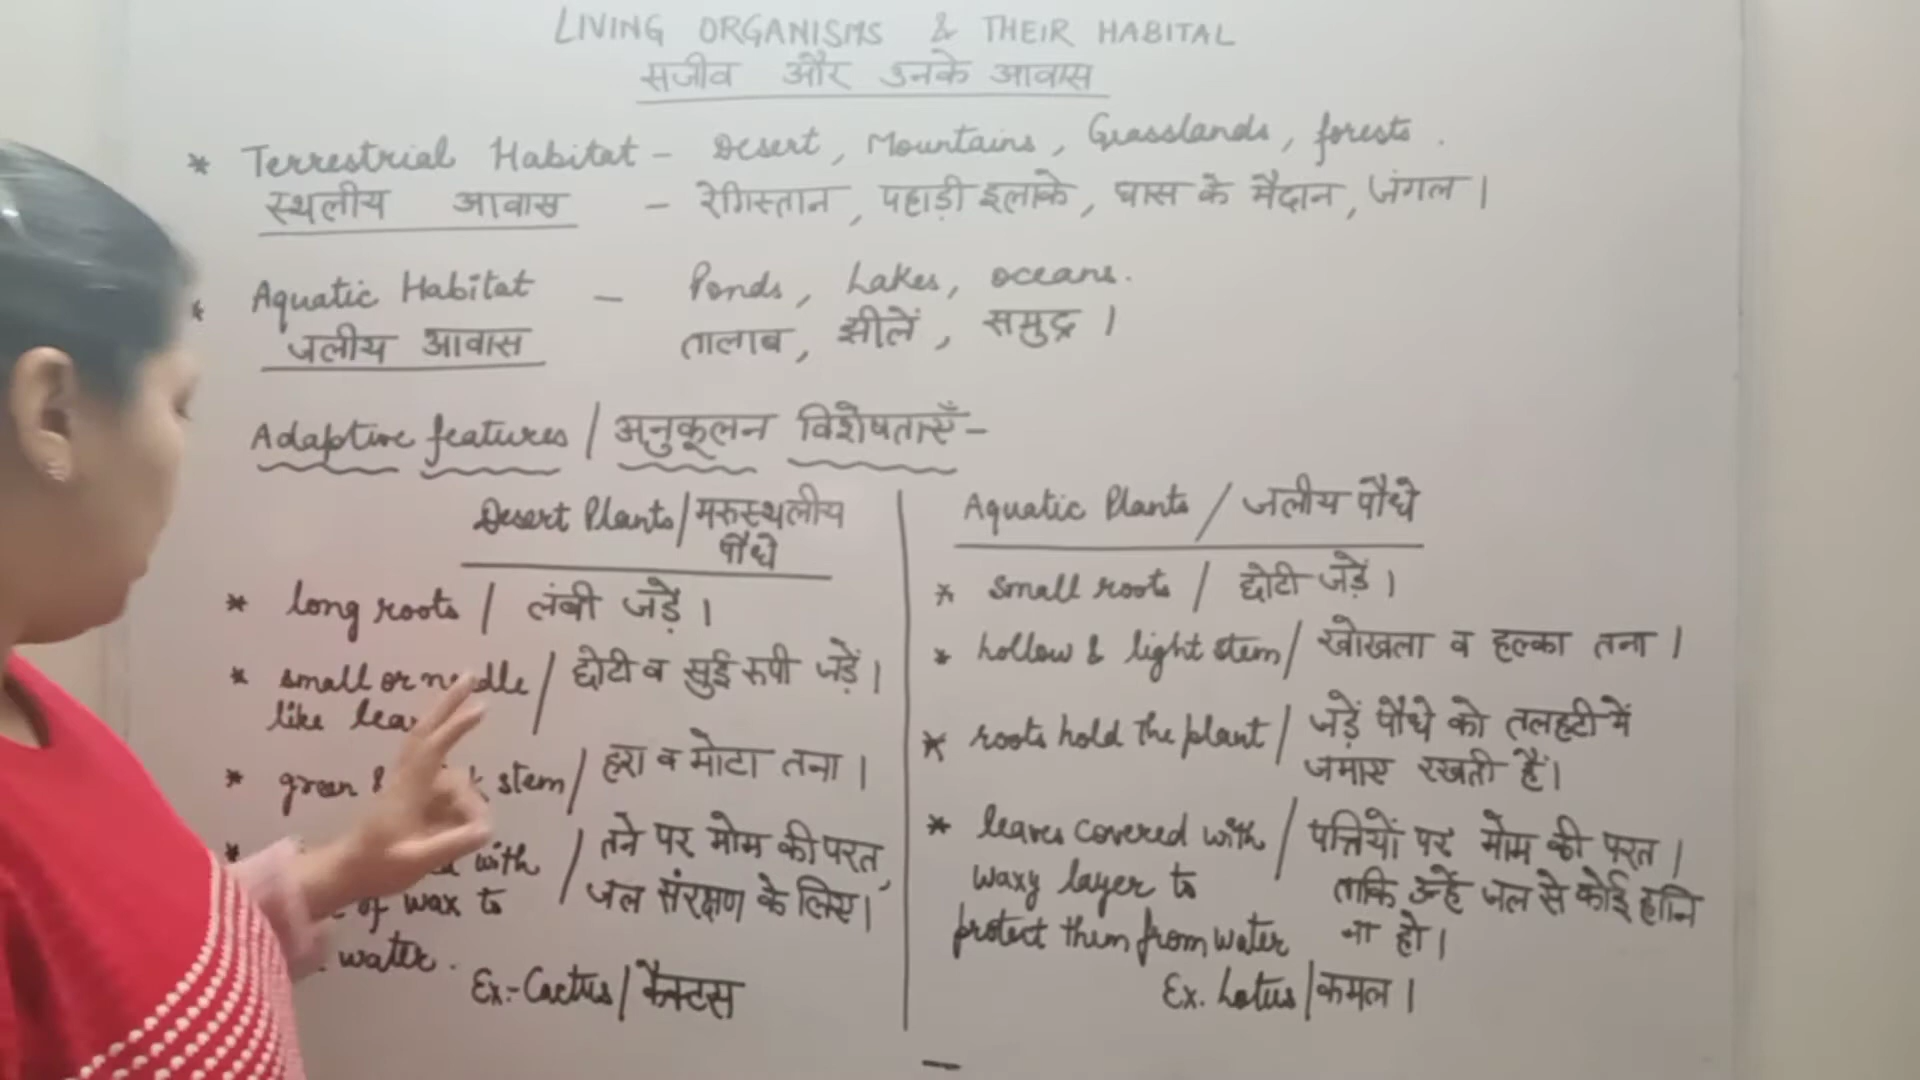 LIVING ORGANISMS & THEIR HABITAL
सजीव और उनके आवास
* Terrestrial Habitat - Desert, Mountains, Grasslands, forests.
स्थलीय आवास - रेगिस्तान, पहाड़ी इलाके, घास के मैदान, जंगल।
* Aquatic Habitat - Ponds, Lakes, oceans.
जलीय आवास तालाब, झीलें, समुद्र।
Adaptive features / अनुकूलन विशेषताएँ-
Desert Plants / मरुस्थलीय
पौधे
* long roots / लंबी जड़ें।
* small or needle / छोटी व सुई रुपी जड़ें।
like
* green & stem / हरा व मोटा तना।
* with / तने पर मोम की परत,
of wax to जल संरक्षण के लिए।
water.
Ex:- Cactus / कैक्टस
Aquatic Plants / जलीय पौधे
* small roots / छोटी जड़ें।
* hollow & light stem / खोखला व हल्का तना।
* roots hold the plant / जड़ें पौधे को तलहटी में
जमाए रखती हैं।
* leaves covered with / पत्तियों पर मोम की परत।
waxy layer to ताकि उन्हें जल से कोई हानि
protect them from water ना हो।
Ex. Lotus / कमल।